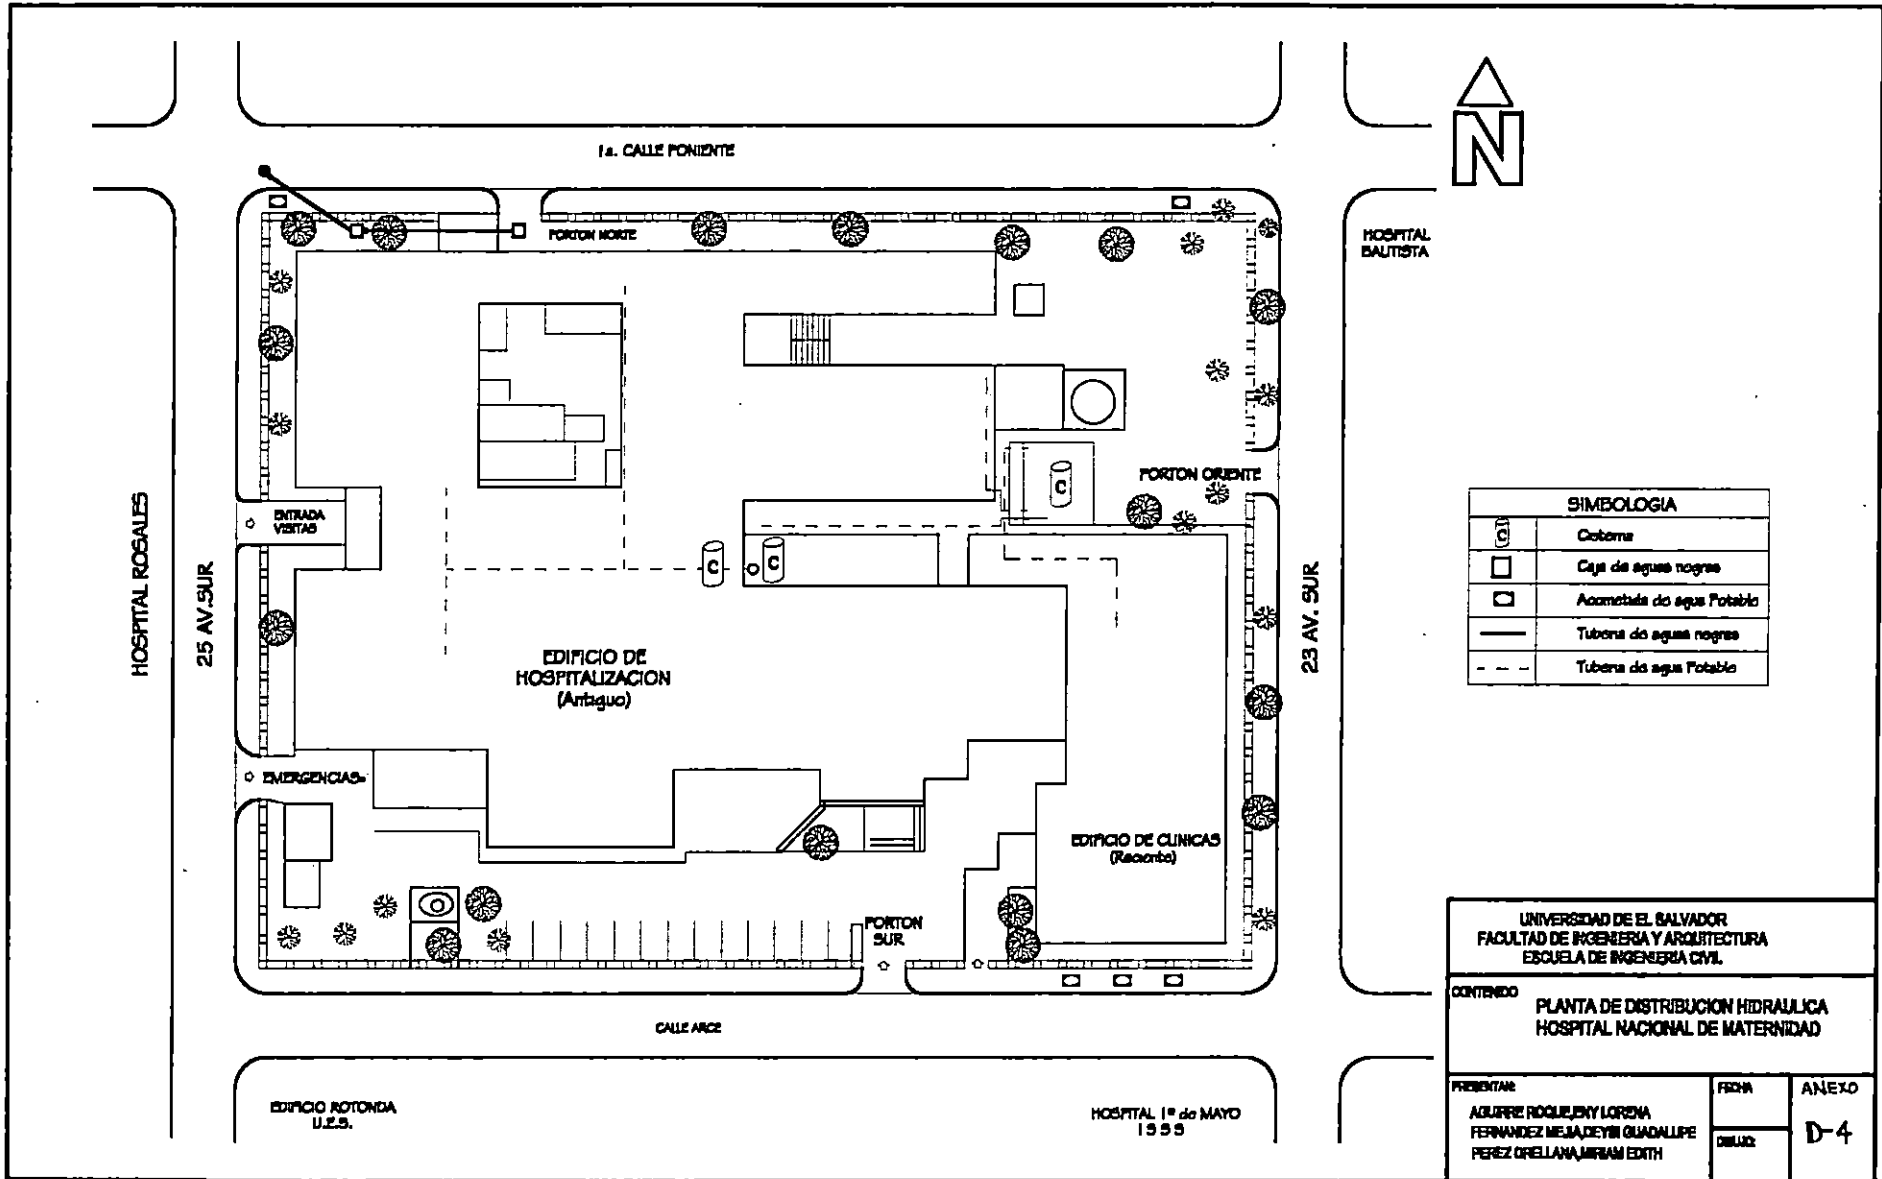 1a. CALLE PONIENTE
N
PORTON NORTE
HOSPITAL
BAUTISTA
HOSPITAL ROSALES
25 AV. SUR
ENTRADA
VISITAS
C
PORTON ORIENTE
C
C
23 AV. SUR
SIMBOLOGIA
C Cisterna
Caja de aguas negras
Acometida de agua Potable
Tuberia de aguas negras
Tuberia de agua Potable
EDIFICIO DE
HOSPITALIZACION
(Antiguo)
EMERGENCIAS
EDIFICIO DE CLINICAS
(Reciente)
PORTON
SUR
CALLE ARCE
EDIFICIO ROTONDA
U.E.S.
HOSPITAL 1º de MAYO
1555
UNIVERSIDAD DE EL SALVADOR
FACULTAD DE INGENIERIA Y ARQUITECTURA
ESCUELA DE INGENIERIA CIVIL
CONTENIDO
PLANTA DE DISTRIBUCION HIDRAULICA
HOSPITAL NACIONAL DE MATERNIDAD
PRESENTAN:
AGUIRRE ROQUE,ENY LORENA
FERNANDEZ MEJIA,DEYSI GUADALUPE
PEREZ ORELLANA,MIRIAM EDITH
FECHA
DIBUJO:
ANEXO
D-4